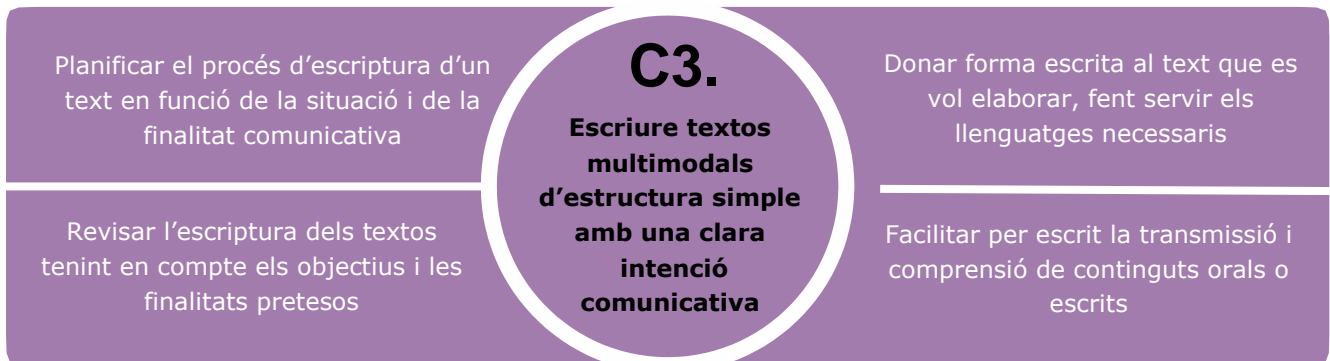 Planificar el procés d’escriptura d’un
text en funció de la situació i de la
finalitat comunicativa
Revisar l’escriptura dels textos
tenint en compte els objectius i les
finalitats pretesos
C3.
Escriure textos
multimodals
d’estructura simple
amb una clara
intenció
comunicativa
Donar forma escrita al text que es
vol elaborar, fent servir els
llenguatges necessaris
Facilitar per escrit la transmissió i
comprensió de continguts orals o
escrits